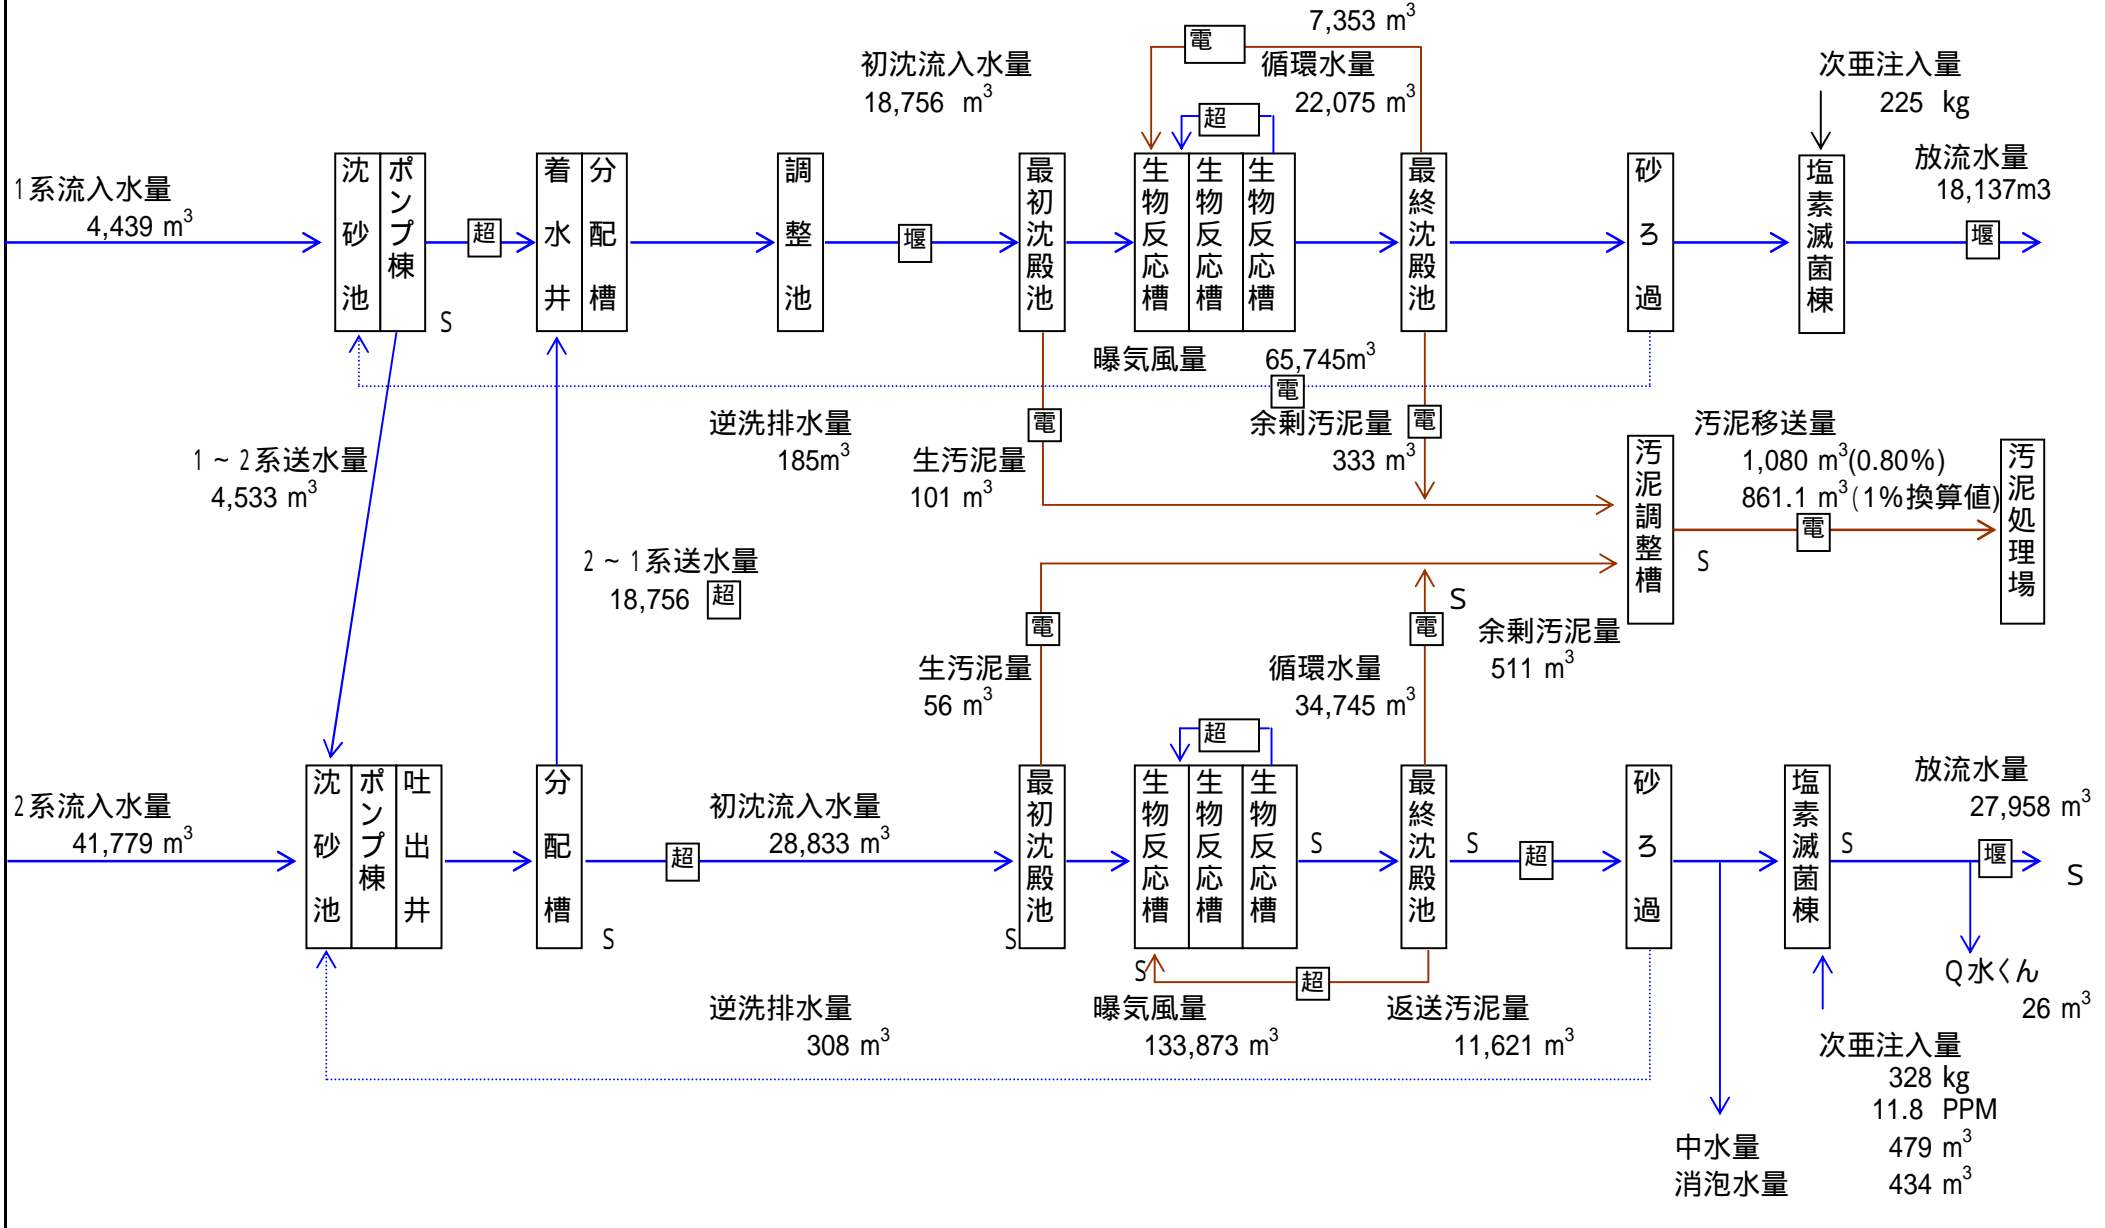 7,353 m³
電
初沈流入水量
18,756 m³
循環水量
22,075 m³
超
次亜注入量
225 kg
1系流入水量
4,439 m³
沈砂池
ポンプ棟
S
超
着水井
分配槽
調整池
堰
最初沈殿池
生物反応槽
生物反応槽
生物反応槽
最終沈殿池
砂ろ過
塩素滅菌棟
放流水量
18,137m3
堰
曝気風量 65,745m³
電
逆洗排水量
185m³
電
生汚泥量
101 m³
余剰汚泥量
333 m³
電
汚泥移送量
1,080 m³(0.80%)
861.1 m³(1%換算値)
汚泥調整槽
電
S
汚泥処理場
1～2系送水量
4,533 m³
2～1系送水量
18,756 超
電
生汚泥量
56 m³
電
S
余剰汚泥量
511 m³
循環水量
34,745 m³
超
2系流入水量
41,779 m³
沈砂池
ポンプ棟
吐出井
分配槽
S
超
初沈流入水量
28,833 m³
最初沈殿池
S
生物反応槽
生物反応槽
生物反応槽
S
最終沈殿池
S
超
砂ろ過
塩素滅菌棟
S
放流水量
27,958 m³
堰
S
Q水くん
26 m³
逆洗排水量
308 m³
S
超
曝気風量
133,873 m³
返送汚泥量
11,621 m³
次亜注入量
328 kg
11.8 PPM
中水量 479 m³
消泡水量 434 m³